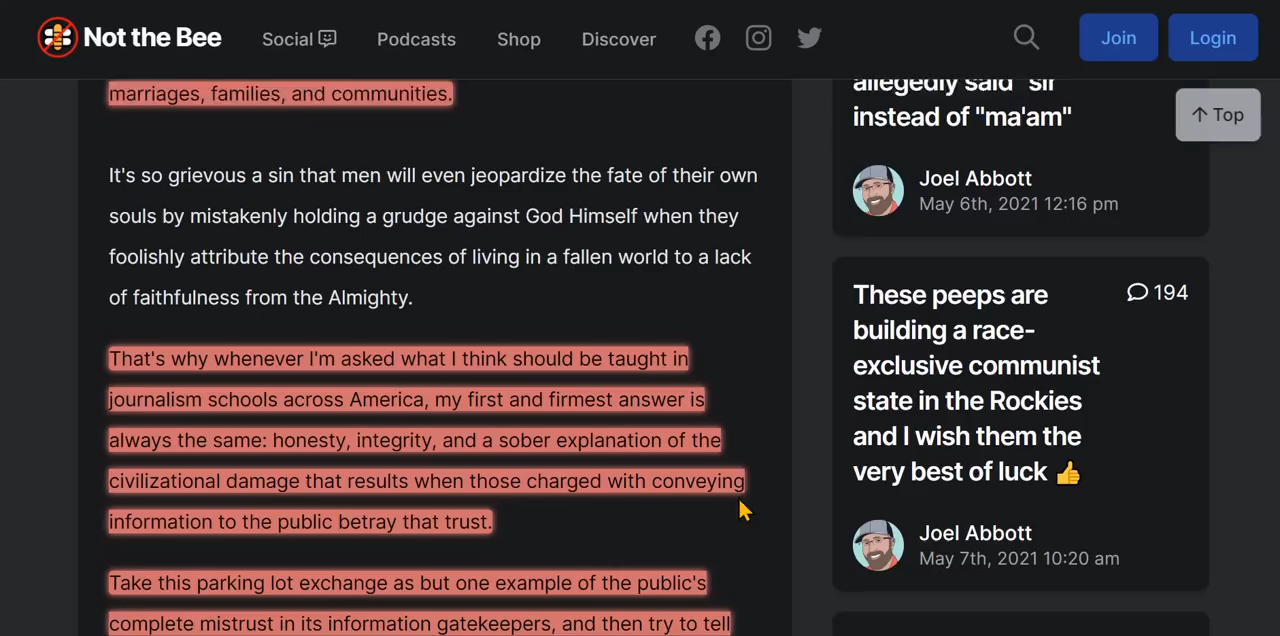 Not the Bee
Social
Podcasts
Shop
Discover
Join
Login
marriages, families, and communities.
It's so grievous a sin that men will even jeopardize the fate of their own
souls by mistakenly holding a grudge against God Himself when they
foolishly attribute the consequences of living in a fallen world to a lack
of faithfulness from the Almighty.
That's why whenever I'm asked what I think should be taught in
journalism schools across America, my first and firmest answer is
always the same: honesty, integrity, and a sober explanation of the
civilizational damage that results when those charged with conveying
information to the public betray that trust.
Take this parking lot exchange as but one example of the public's
complete mistrust in its information gatekeepers, and then try to tell
allegedly said "sir
instead of "ma'am"
↑ Top
Joel Abbott
May 6th, 2021 12:16 pm
These peeps are
building a race-
exclusive communist
state in the Rockies
and I wish them the
very best of luck 👍
194
Joel Abbott
May 7th, 2021 10:20 am